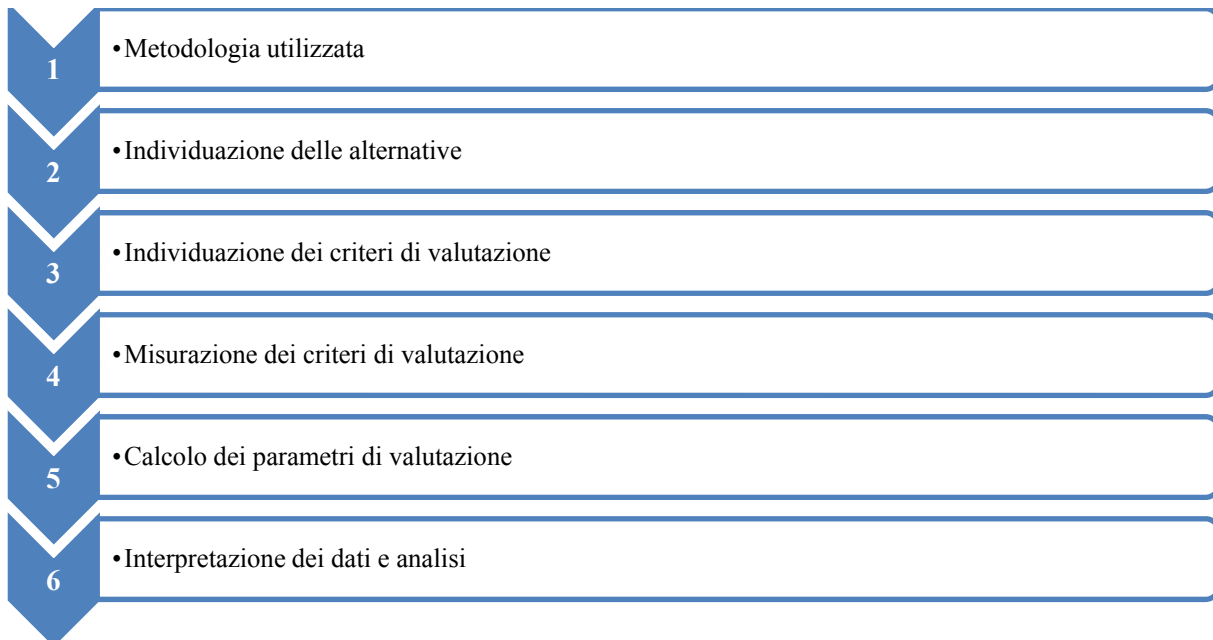 1 •Metodologia utilizzata
2 •Individuazione delle alternative
3 •Individuazione dei criteri di valutazione
4 •Misurazione dei criteri di valutazione
5 •Calcolo dei parametri di valutazione
6 •Interpretazione dei dati e analisi